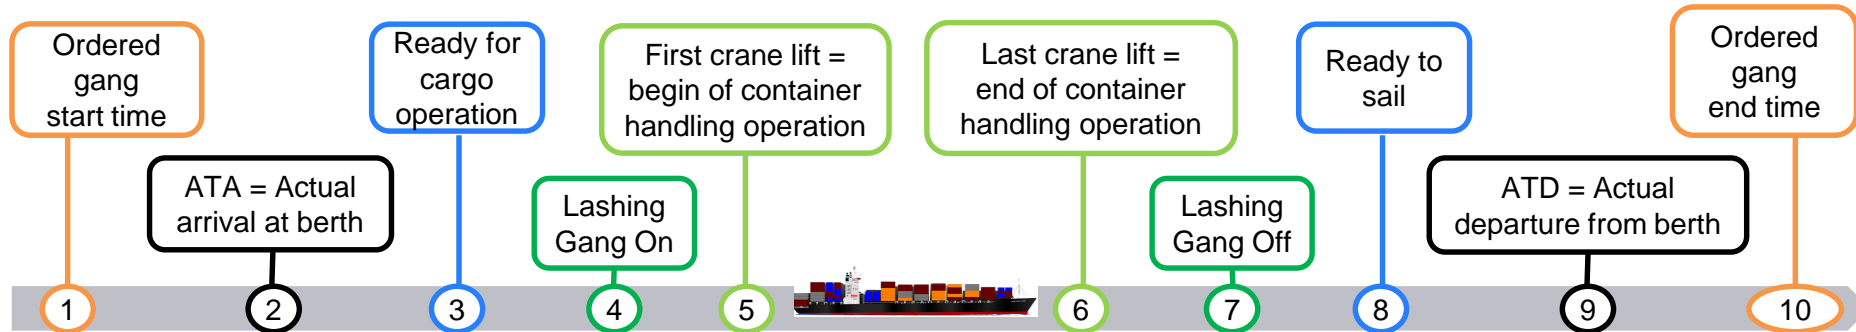 Ordered
gang
start time
ATA = Actual
arrival at berth
Ready for
cargo
operation
Lashing
Gang On
First crane lift =
begin of container
handling operation
Last crane lift =
end of container
handling operation
Lashing
Gang Off
Ready to
sail
ATD = Actual
departure from berth
Ordered
gang
end time
1
2
3
4
5
6
7
8
9
10